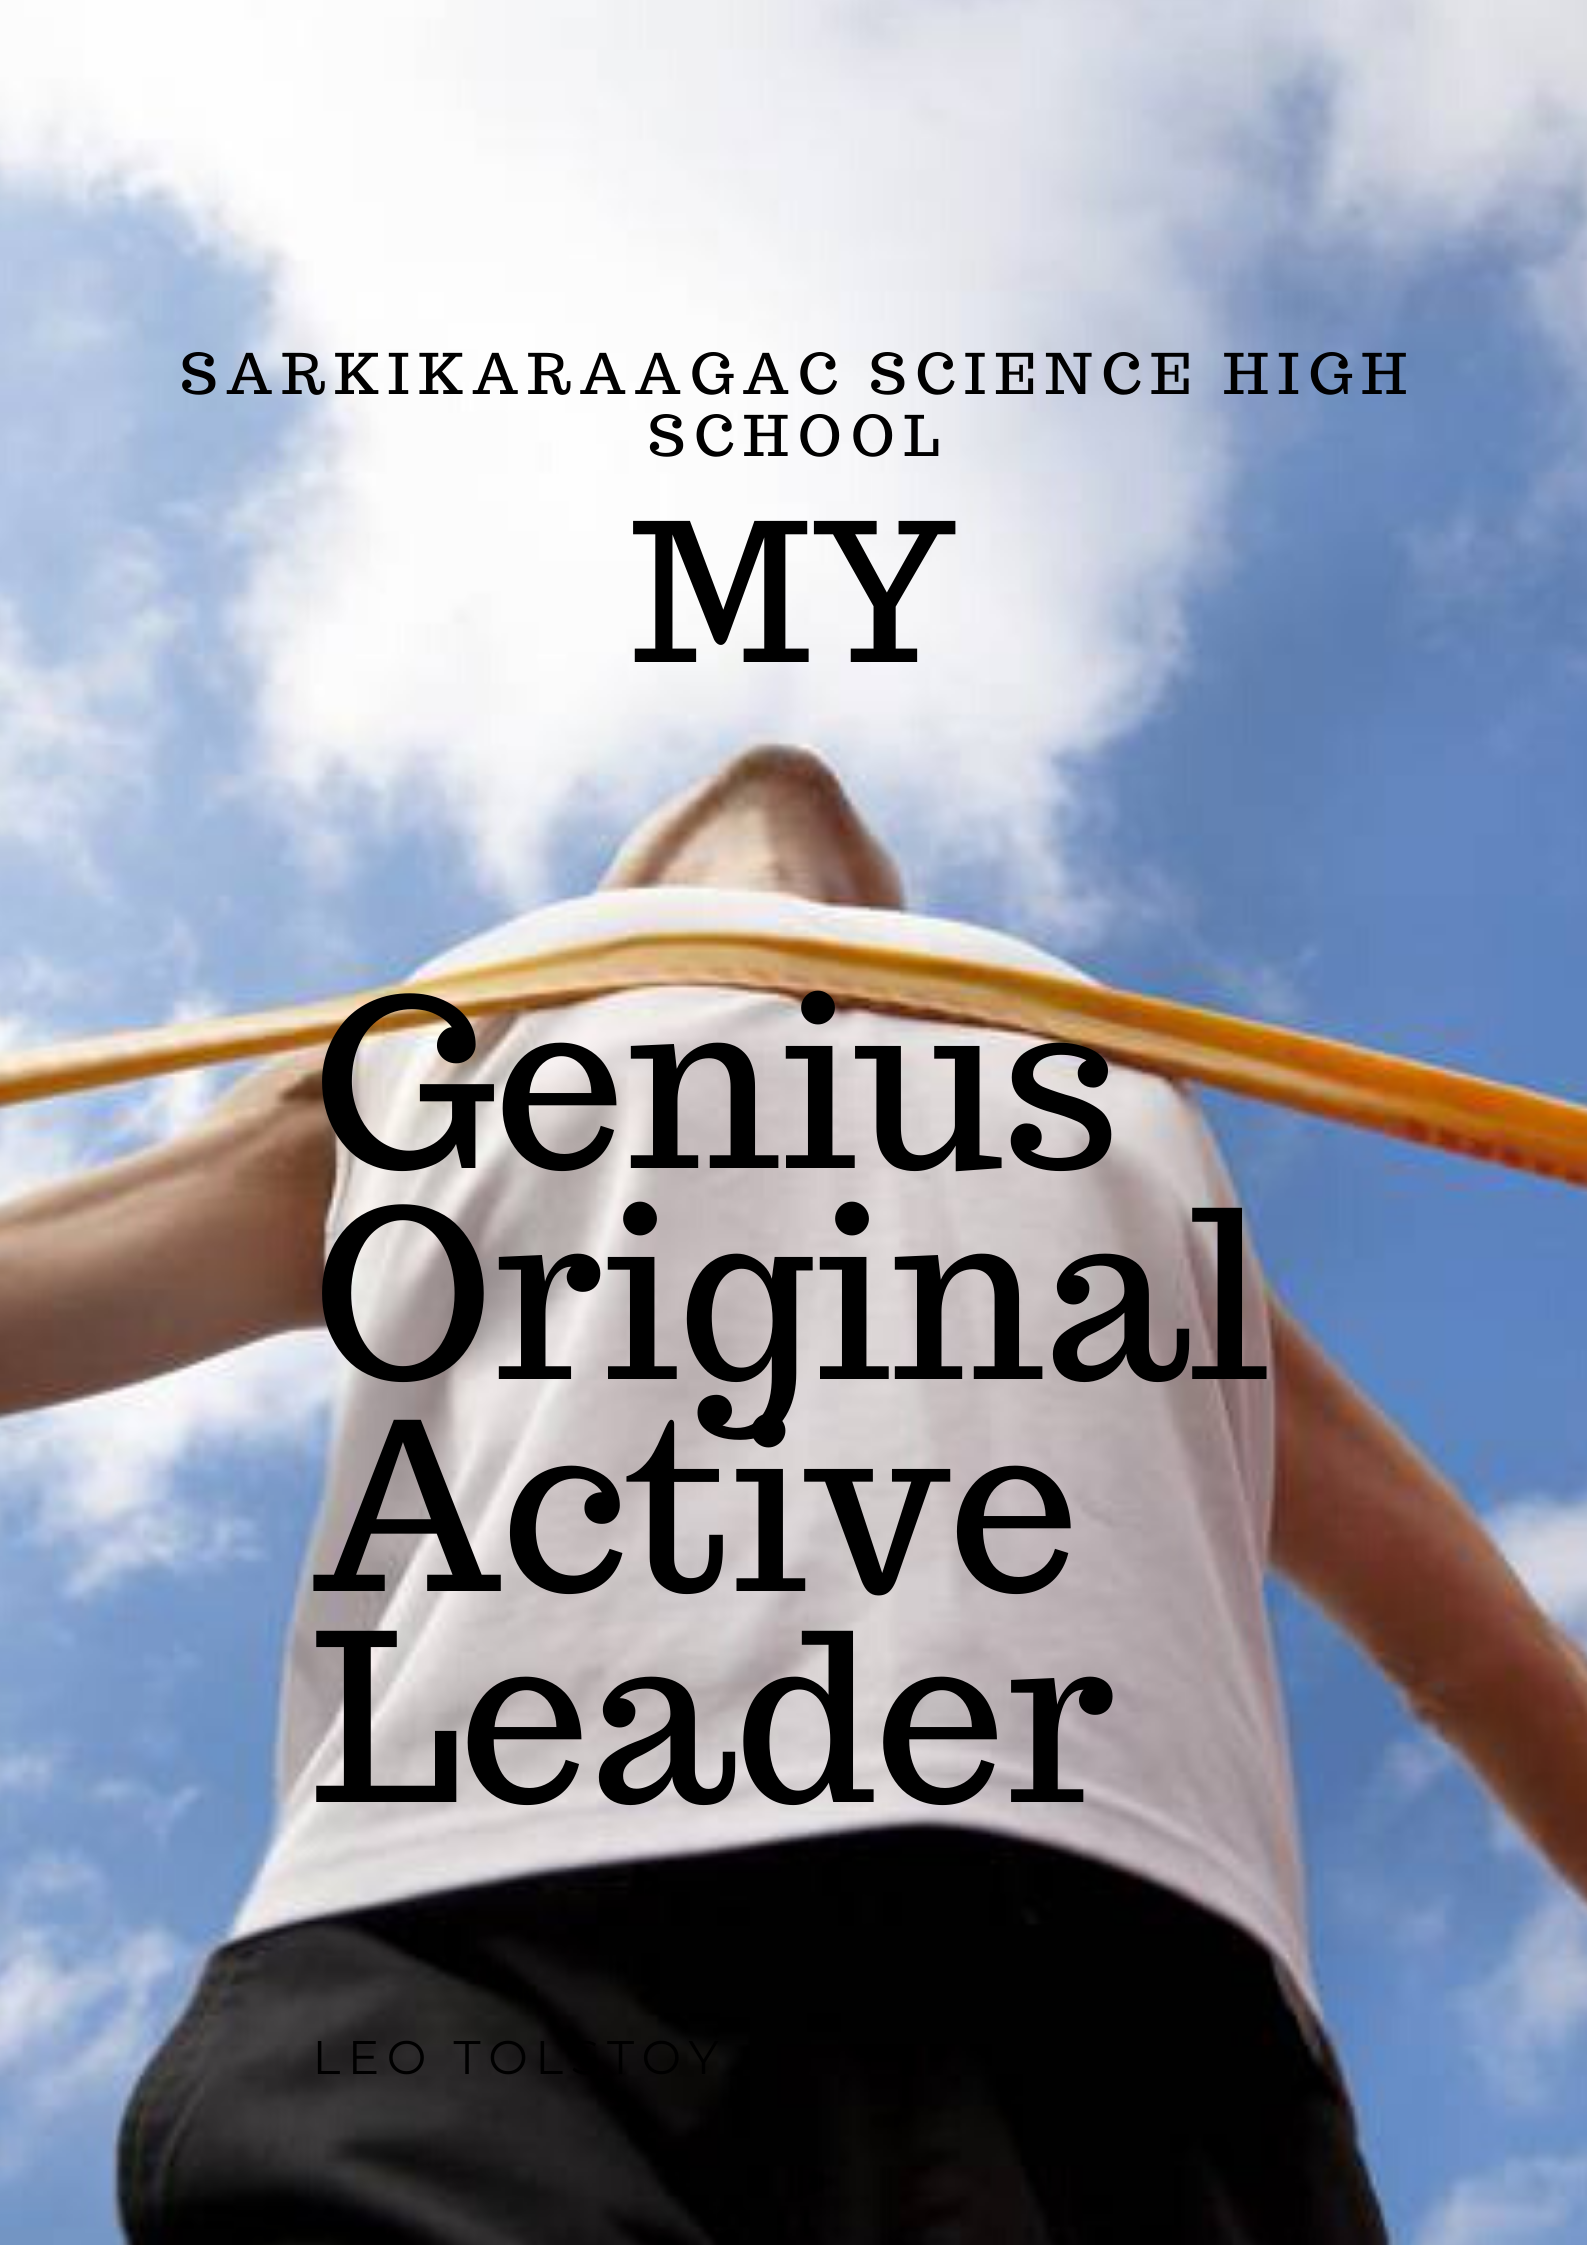 SARKIKARAAGAC SCIENCE HIGH
SCHOOL
MY
Genius
Original
Active
Leader
LEO TOLSTOY